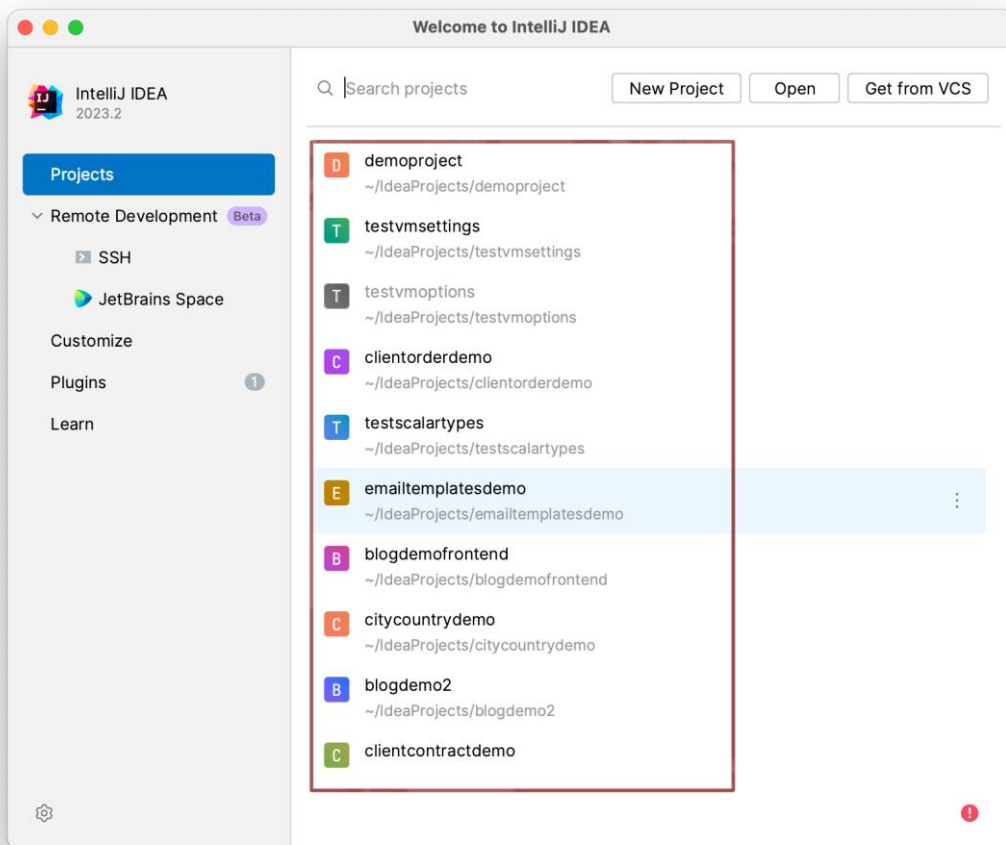 Welcome to IntelliJ IDEA
IJ
IntelliJ IDEA
2023.2
Projects
Remote Development Beta
SSH
JetBrains Space
Customize
Plugins 1
Learn
Search projects New Project Open Get from VCS
D demoproject
~/IdeaProjects/demoproject
T testvmsettings
~/IdeaProjects/testvmsettings
T testvmoptions
~/IdeaProjects/testvmoptions
C clientorderdemo
~/IdeaProjects/clientorderdemo
T testscalartypes
~/IdeaProjects/testscalartypes
E emailtemplatesdemo
~/IdeaProjects/emailtemplatesdemo
B blogdemofrontend
~/IdeaProjects/blogdemofrontend
C citycountrydemo
~/IdeaProjects/citycountrydemo
B blogdemo2
~/IdeaProjects/blogdemo2
C clientcontractdemo